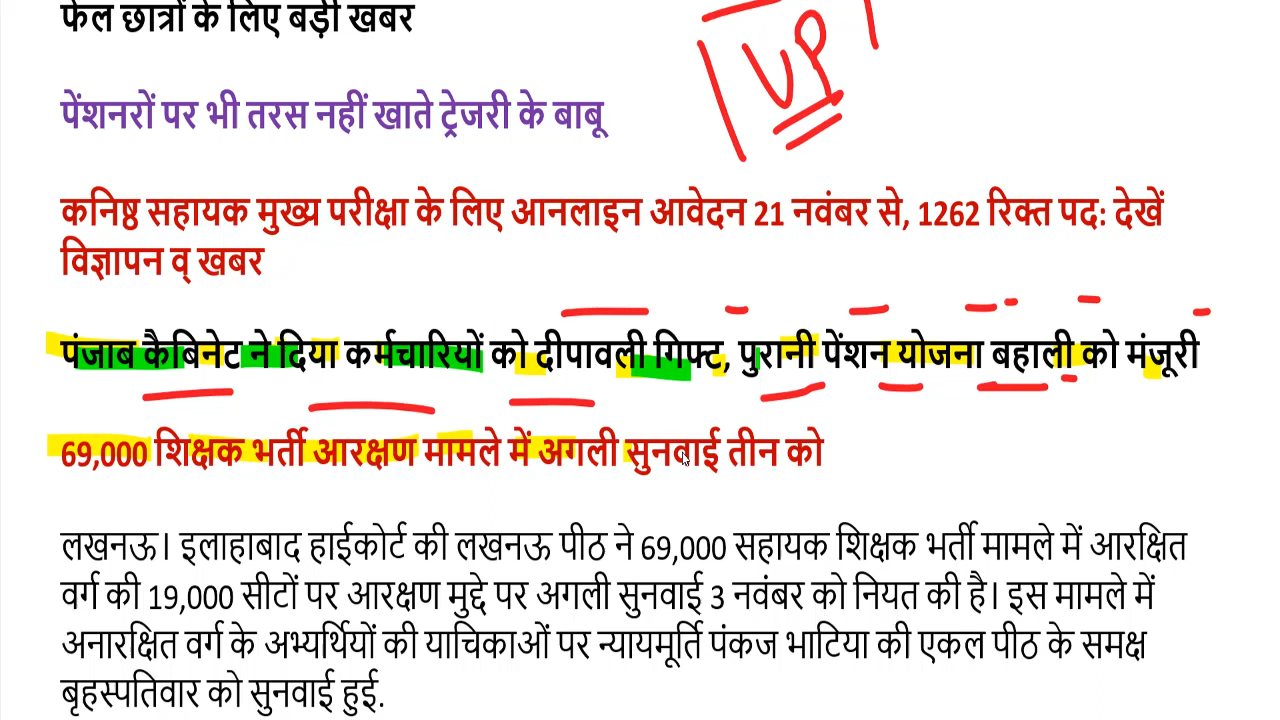 फेल छात्रों के लिए बड़ी खबर
UP
पेंशनरों पर भी तरस नहीं खाते ट्रेजरी के बाबू
कनिष्ठ सहायक मुख्य परीक्षा के लिए आनलाइन आवेदन 21 नवंबर से, 1262 रिक्त पद: देखें
विज्ञापन व् खबर
पंजाब कैबिनेट ने दिया कर्मचारियों को दीपावली गिफ्ट, पुरानी पेंशन योजना बहाली को मंजूरी
69,000 शिक्षक भर्ती आरक्षण मामले में अगली सुनवाई तीन को
लखनऊ। इलाहाबाद हाईकोर्ट की लखनऊ पीठ ने 69,000 सहायक शिक्षक भर्ती मामले में आरक्षित
वर्ग की 19,000 सीटों पर आरक्षण मुद्दे पर अगली सुनवाई 3 नवंबर को नियत की है। इस मामले में
अनारक्षित वर्ग के अभ्यर्थियों की याचिकाओं पर न्यायमूर्ति पंकज भाटिया की एकल पीठ के समक्ष
बृहस्पतिवार को सुनवाई हुई.